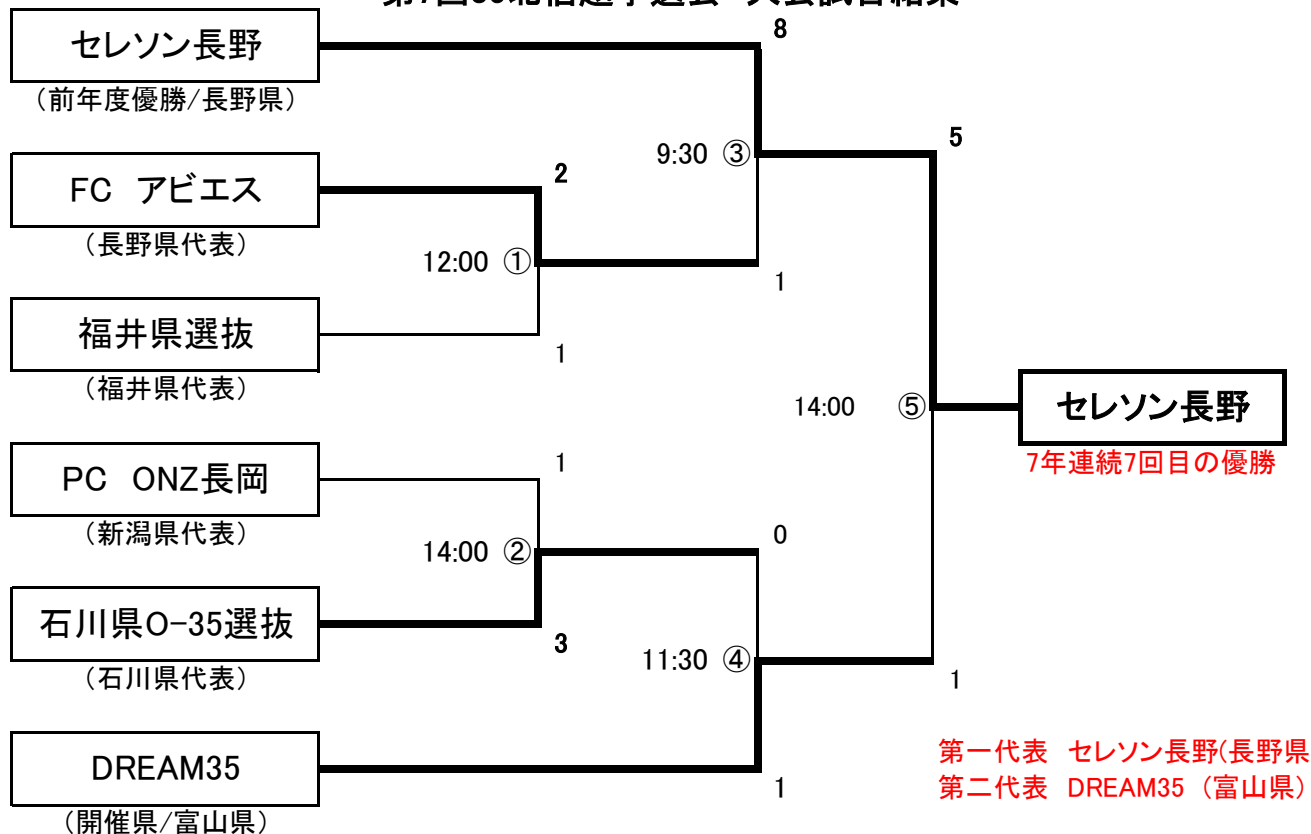 セレソン長野
（前年度優勝/長野県）
8
9:30 ③
5
FC アビエス
（長野県代表）
2
12:00 ①
1
福井県選抜
（福井県代表）
1
14:00 ⑤
セレソン長野
7年連続7回目の優勝
PC ONZ長岡
（新潟県代表）
1
14:00 ②
0
石川県O-35選抜
（石川県代表）
3
11:30 ④
1
DREAM35
（開催県/富山県）
1
第一代表 セレソン長野(長野県
第二代表 DREAM35 （富山県）